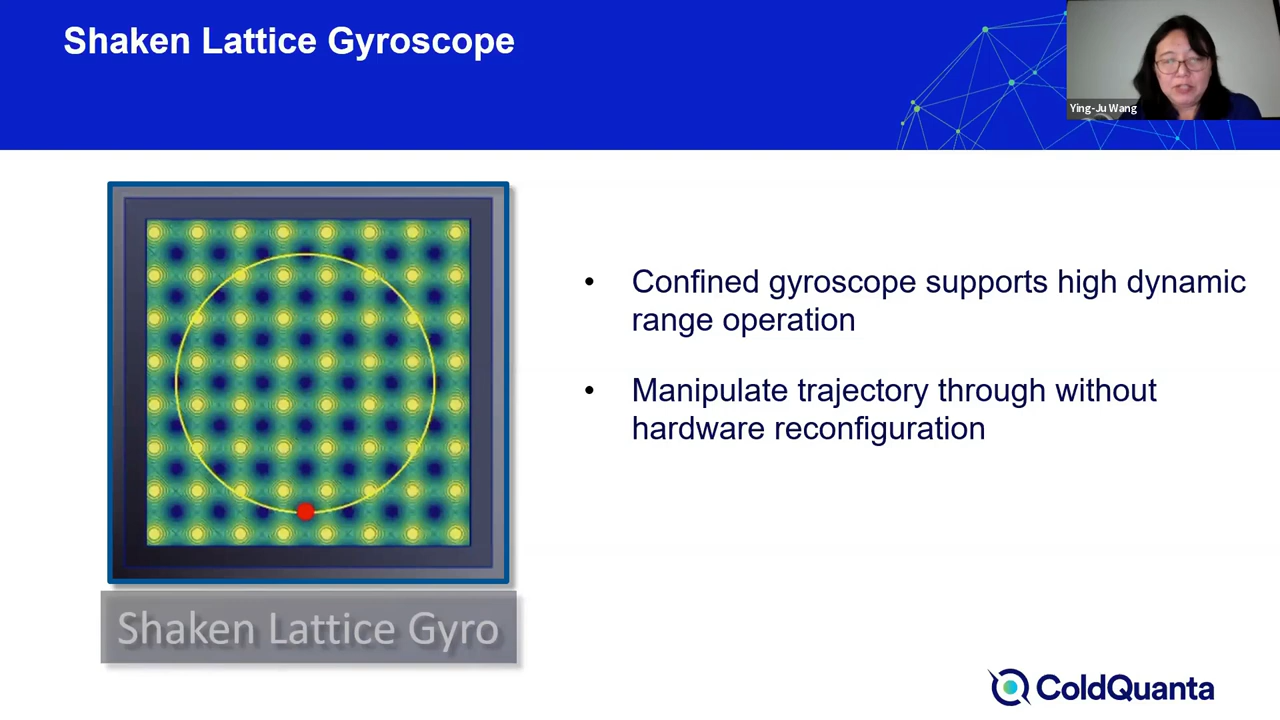 Shaken Lattice Gyroscope
Ying-Ju Wang
• Confined gyroscope supports high dynamic
range operation
• Manipulate trajectory through without
hardware reconfiguration
Shaken Lattice Gyro
ColdQuanta